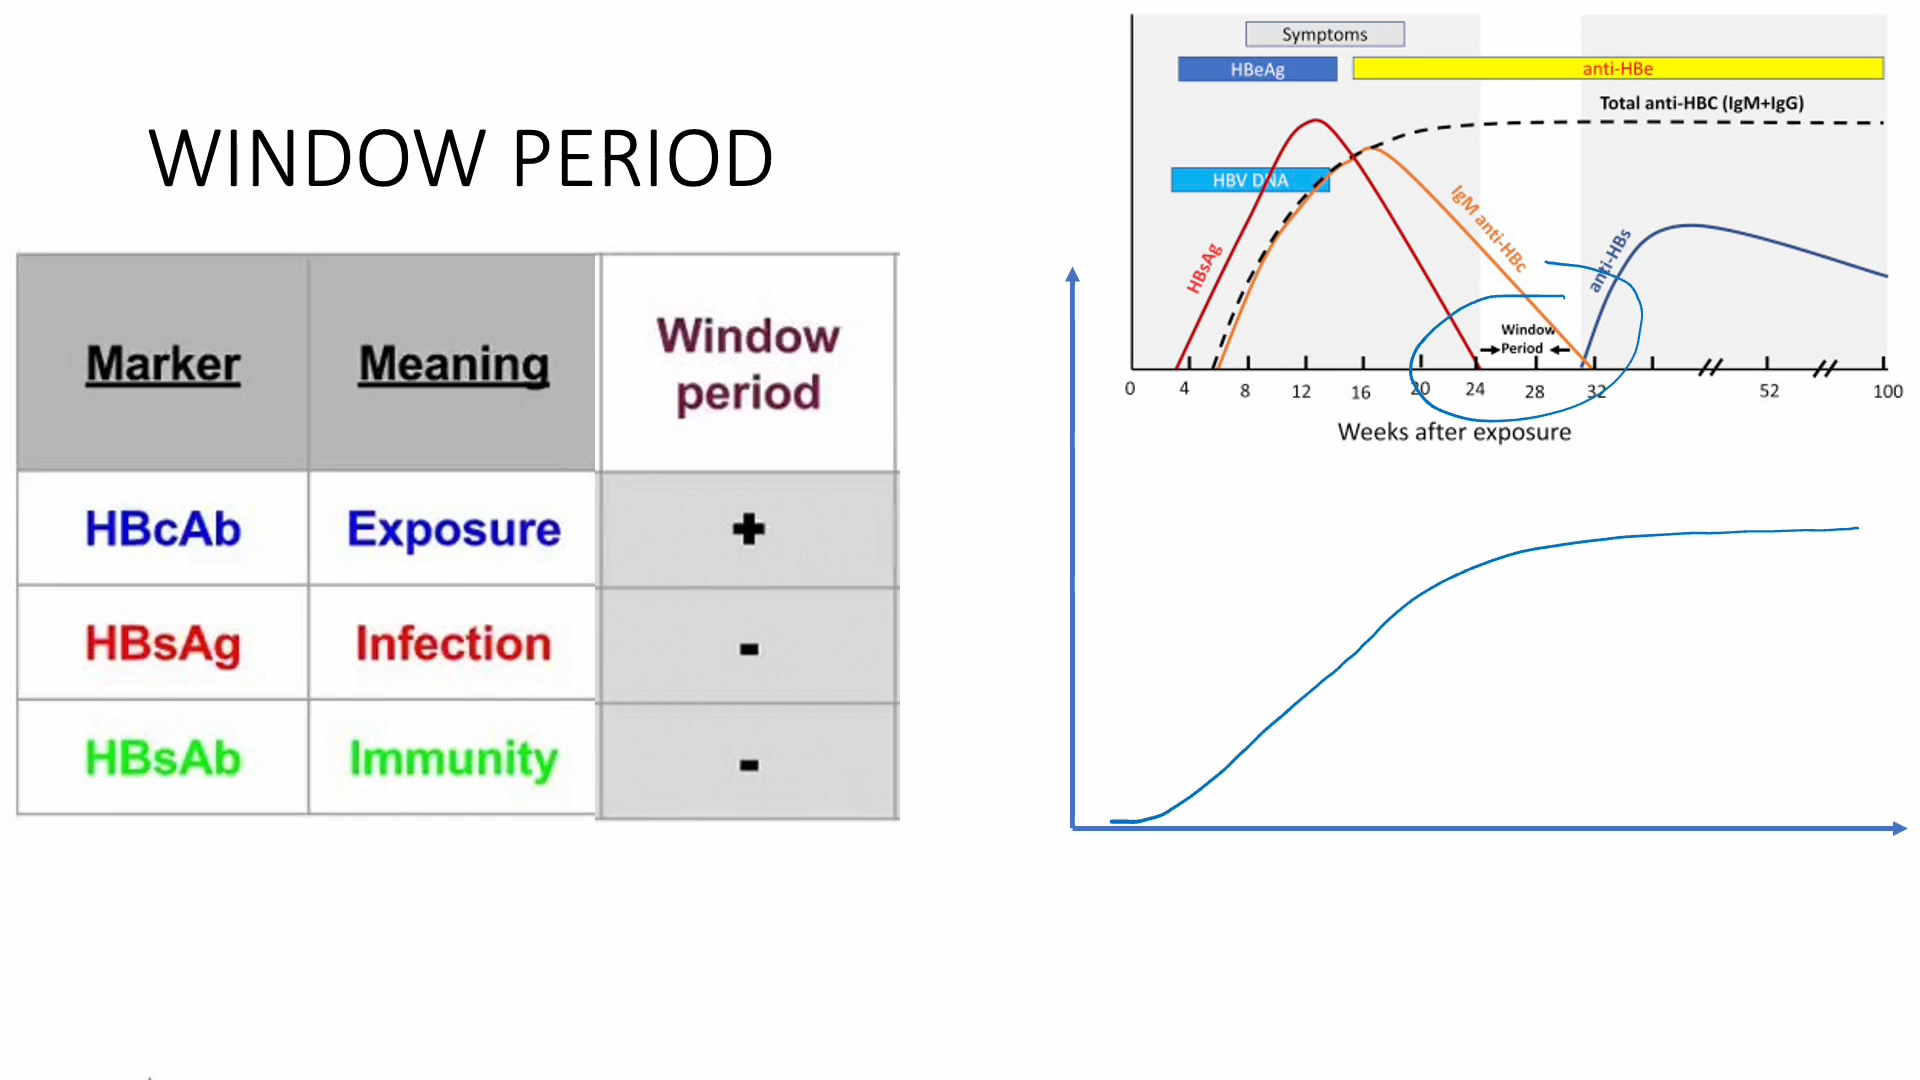 WINDOW PERIOD
Marker Meaning Window period
HBcAb Exposure +
HBsAg Infection -
HBsAb Immunity -
Symptoms
HBeAg anti-HBe
Total anti-HBC (IgM+IgG)
HBV DNA
HBsAg
IgM anti-HBc
anti-HBs
Window
Period
0 4 8 12 16 20 24 28 32 52 100
Weeks after exposure